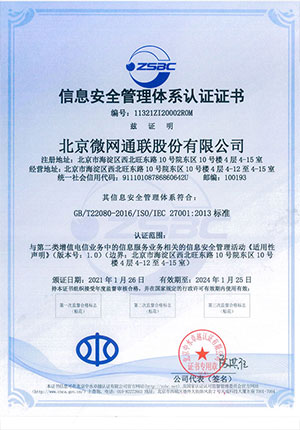 ZSBC
信息安全管理体系认证证书
编号: 11321ZI20002ROM
兹 证 明
北京微网通联股份有限公司
注册地址: 北京市海淀区西北旺东路 10 号院东区 10 号楼 4 层 4-15 室
经营地址: 北京市海淀区西北旺东路 10 号院东区 10 号楼 4 层 4-12 至 4-15 室
统一社会信用代码: 91110108786860642U 邮编: 100193
其信息安全管理体系符合:
GB/T22080-2016/ISO/IEC 27001:2013 标准
认证范围:
与第二类增值电信业务中的信息服务业务相关的信息安全管理活动《适用性
声明》(版本号: 1.0) (边界: 北京市海淀区西北旺东路 10 号院东区 10 号
楼 4 层 4-12 至 4-15 室)
颁证日期: 2021 年 1 月 26 日 有效期至: 2024 年 1 月 25 日
第一次监督合格标志
(粘范)
第二次监督合格标志
第三次监督合格标志
证书专用章
公司代表 (签名)